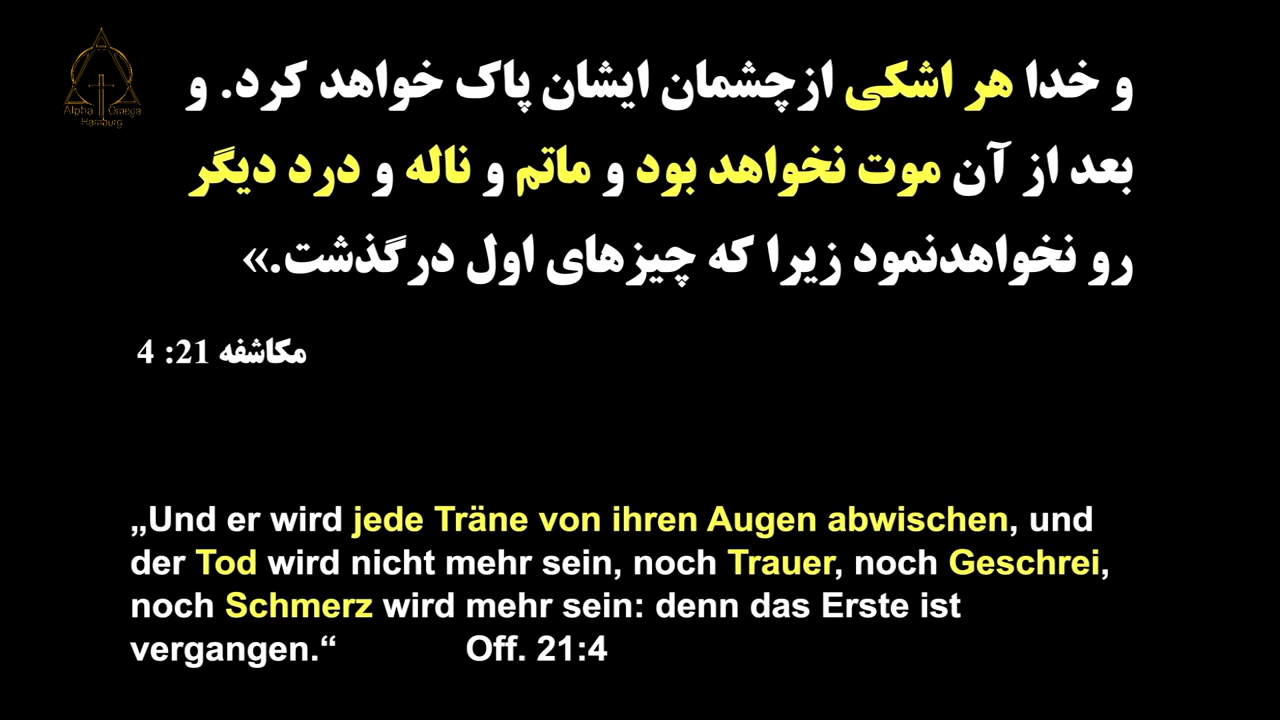 Alpha Omega
Hamburg
و خدا هر اشکی ازچشمان ایشان پاک خواهد کرد. و
بعد از آن موت نخواهد بود و ماتم و ناله و درد دیگر
رو نخواهدنمود زیرا که چیزهای اول درگذشت.»
مکاشفه 21: 4
„Und er wird jede Träne von ihren Augen abwischen, und
der Tod wird nicht mehr sein, noch Trauer, noch Geschrei,
noch Schmerz wird mehr sein: denn das Erste ist
vergangen.“ Off. 21:4